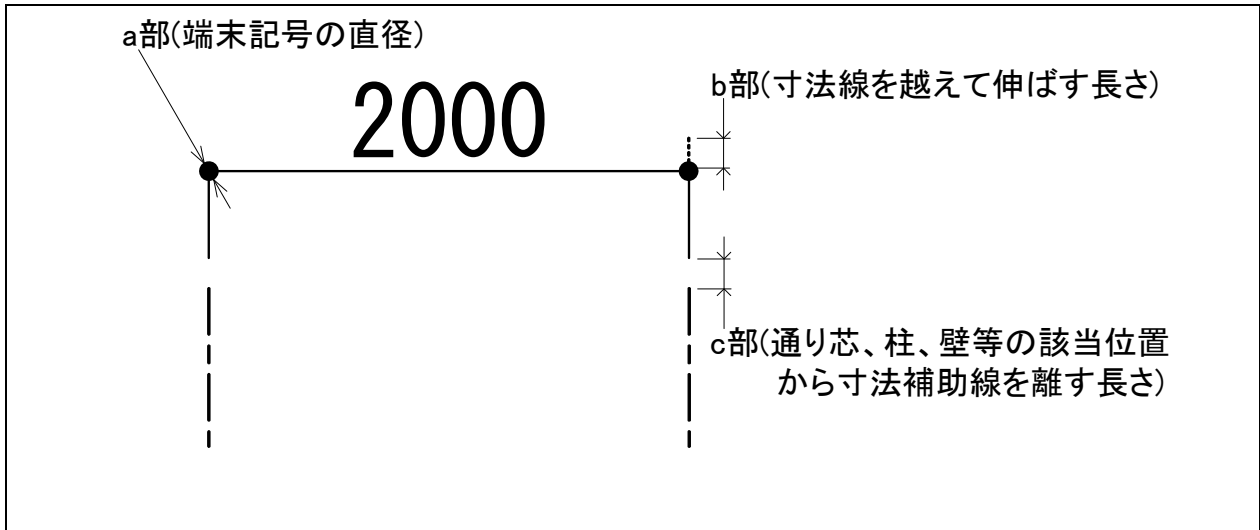 a部(端末記号の直径)
2000
b部(寸法線を越えて伸ばす長さ)
c部(通り芯、柱、壁等の該当位置
から寸法補助線を離す長さ)